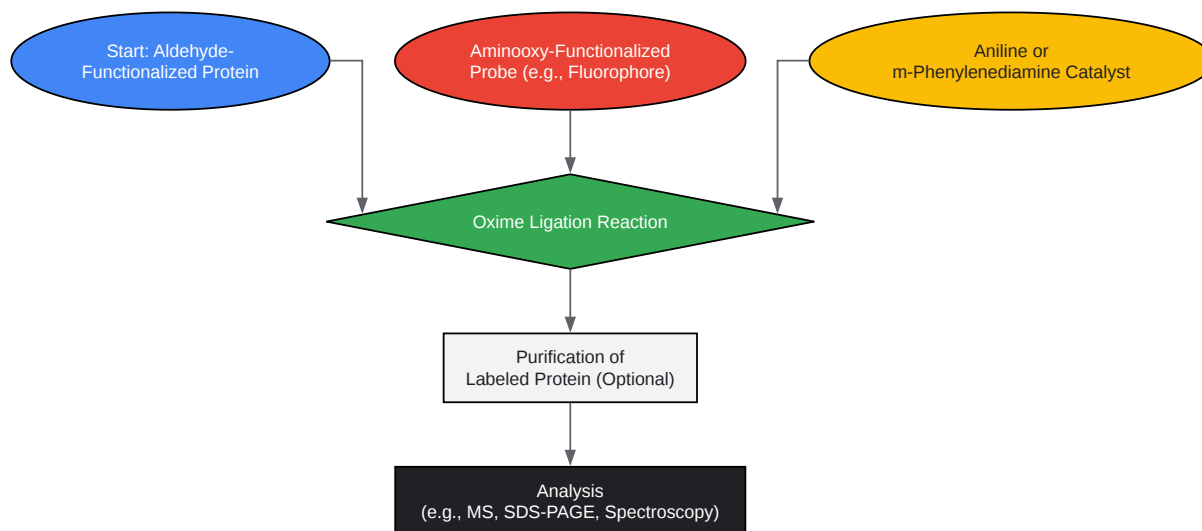 Start: Aldehyde-
Functionalized Protein
Aminooxy-Functionalized
Probe (e.g., Fluorophore)
Aniline or
m-Phenylenediamine Catalyst
Oxime Ligation Reaction
Purification of
Labeled Protein (Optional)
Analysis
(e.g., MS, SDS-PAGE, Spectroscopy)